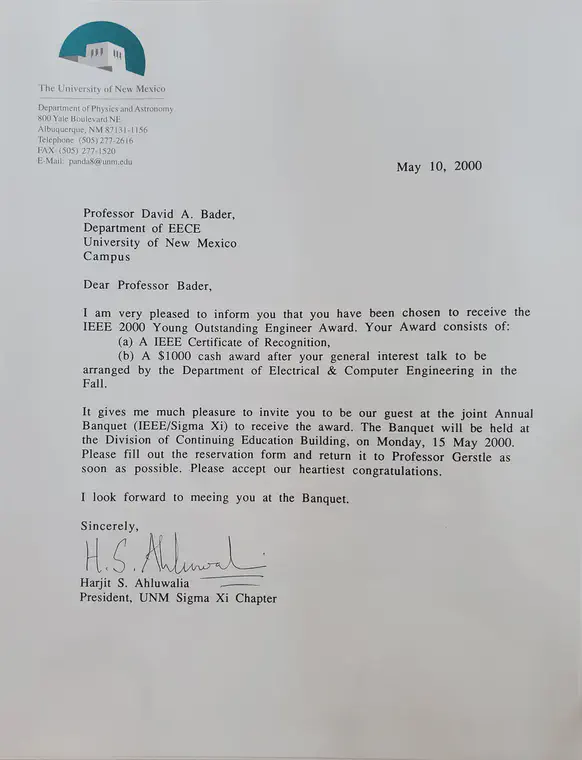 The University of New Mexico
Department of Physics and Astronomy
800 Yale Boulevard NE
Albuquerque, NM 87131-1156
Telephone (505) 277-2616
FAX (505) 277-1520
E-Mail: panda8@unm.edu
May 10, 2000
Professor David A. Bader,
Department of EECE
University of New Mexico
Campus
Dear Professor Bader,
I am very pleased to inform you that you have been chosen to receive the
IEEE 2000 Young Outstanding Engineer Award. Your Award consists of:
(a) A IEEE Certificate of Recognition,
(b) A $1000 cash award after your general interest talk to be
arranged by the Department of Electrical & Computer Engineering in the
Fall.
It gives me much pleasure to invite you to be our guest at the joint Annual
Banquet (IEEE/Sigma Xi) to receive the award. The Banquet will be held at
the Division of Continuing Education Building, on Monday, 15 May 2000.
Please fill out the reservation form and return it to Professor Gerstle as
soon as possible. Please accept our heartiest congratulations.
I look forward to meeing you at the Banquet.
Sincerely,
H. S. Ahluwal
Harjit S. Ahluwalia
President, UNM Sigma Xi Chapter